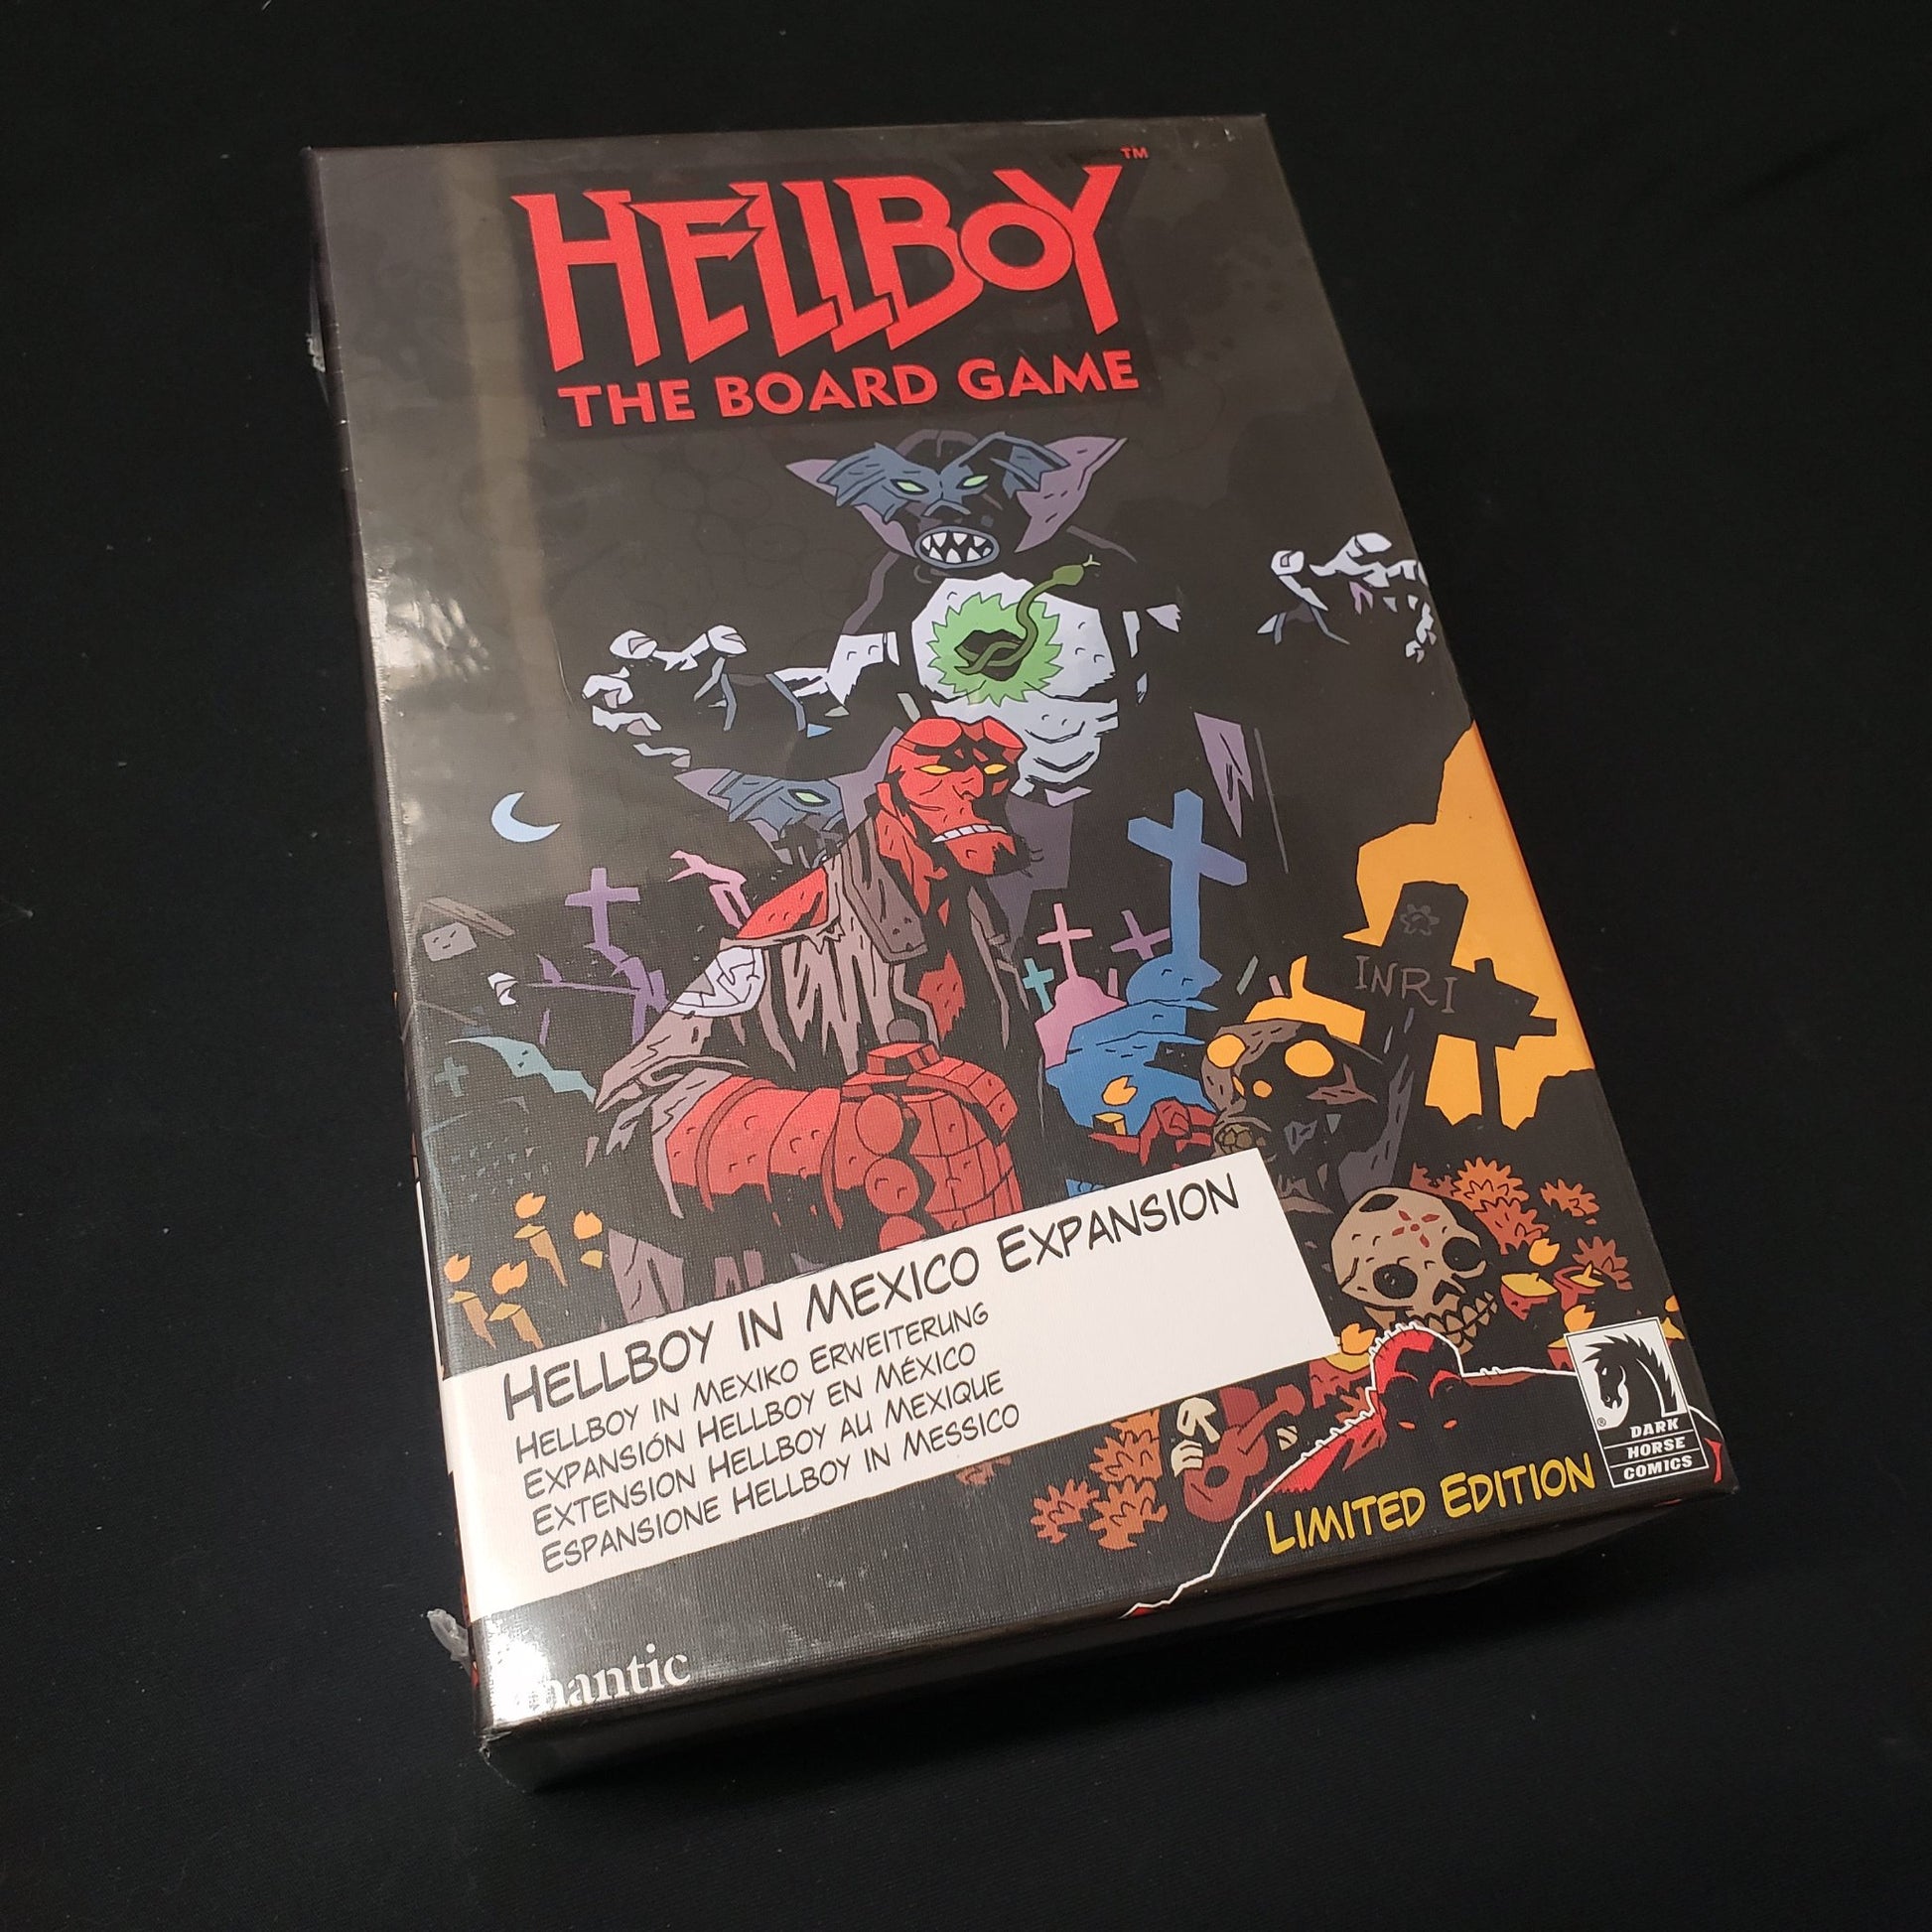 HELLBOY™
THE BOARD GAME
INRI
HELLBOY IN MEXICO EXPANSION
HELLBOY IN MEXIKO ERWEITERUNG
EXPANSIÓN HELLBOY EN MÉXICO
EXTENSION HELLBOY AU MEXIQUE
ESPANSIONE HELLBOY IN MESSICO
LIMITED EDITION
®
DARK
HORSE
COMICS
mantic